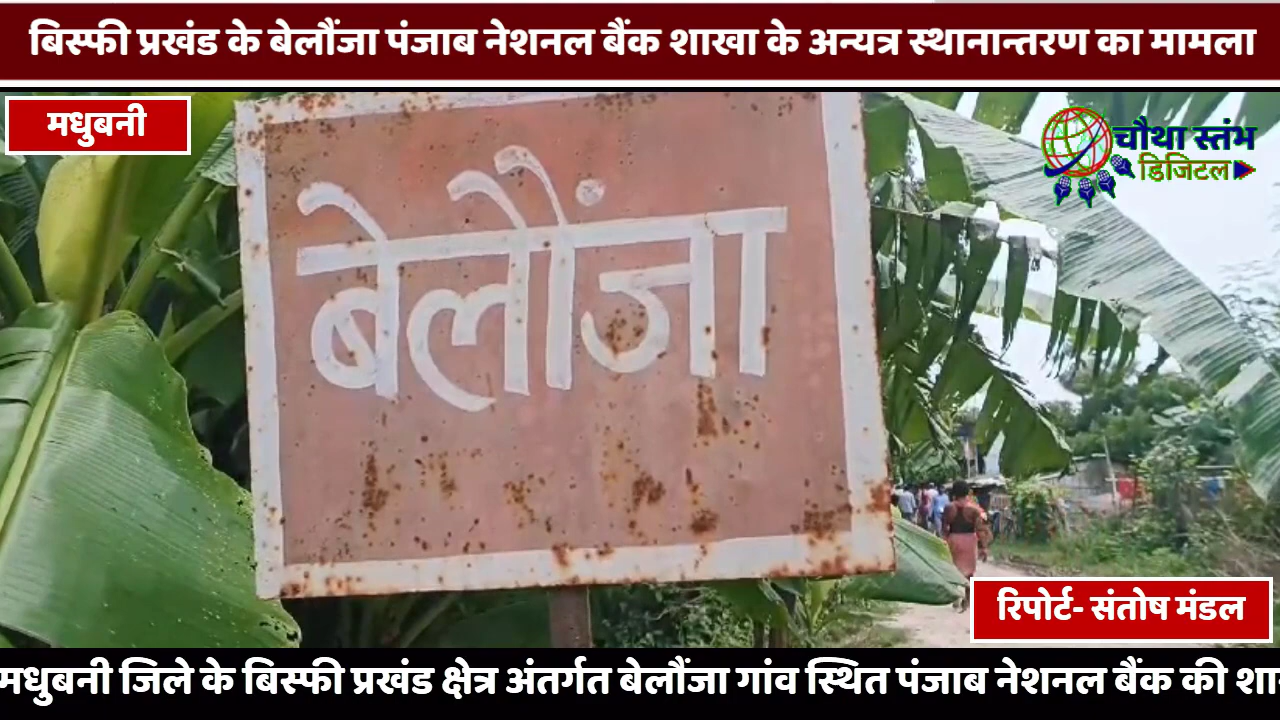 बिस्फी प्रखंड के बेलौंजा पंजाब नेशनल बैंक शाखा के अन्यत्र स्थानान्तरण का मामला
मधुबनी
चौथा स्तंभ
डिजिटल
बेलौंजा
रिपोर्ट- संतोष मंडल
मधुबनी जिले के बिस्फी प्रखंड क्षेत्र अंतर्गत बेलौंजा गांव स्थित पंजाब नेशनल बैंक की